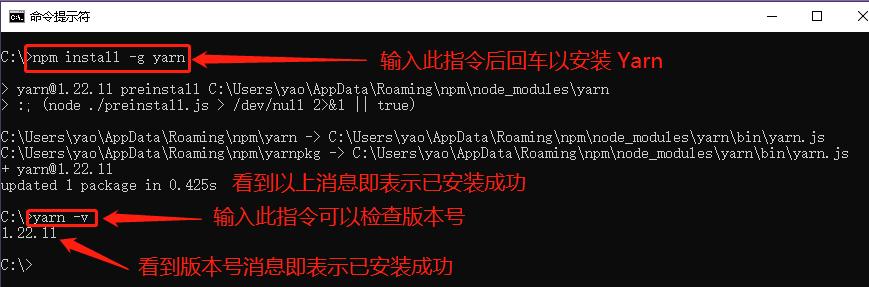 命令提示符
C:\>npm install -g yarn
输入此指令后回车以安装 Yarn
> yarn@1.22.11 preinstall C:\Users\yao\AppData\Roaming\npm\node_modules\yarn
> :; (node ./preinstall.js > /dev/null 2>&1 || true)
C:\Users\yao\AppData\Roaming\npm\yarn -> C:\Users\yao\AppData\Roaming\npm\node_modules\yarn\bin\yarn.js
C:\Users\yao\AppData\Roaming\npm\yarnpkg -> C:\Users\yao\AppData\Roaming\npm\node_modules\yarn\bin\yarn.js
+ yarn@1.22.11
updated 1 package in 0.425s
看到以上消息即表示已安装成功
C:\>yarn -v
输入此指令可以检查版本号
1.22.11
看到版本号消息即表示已安装成功
C:\>